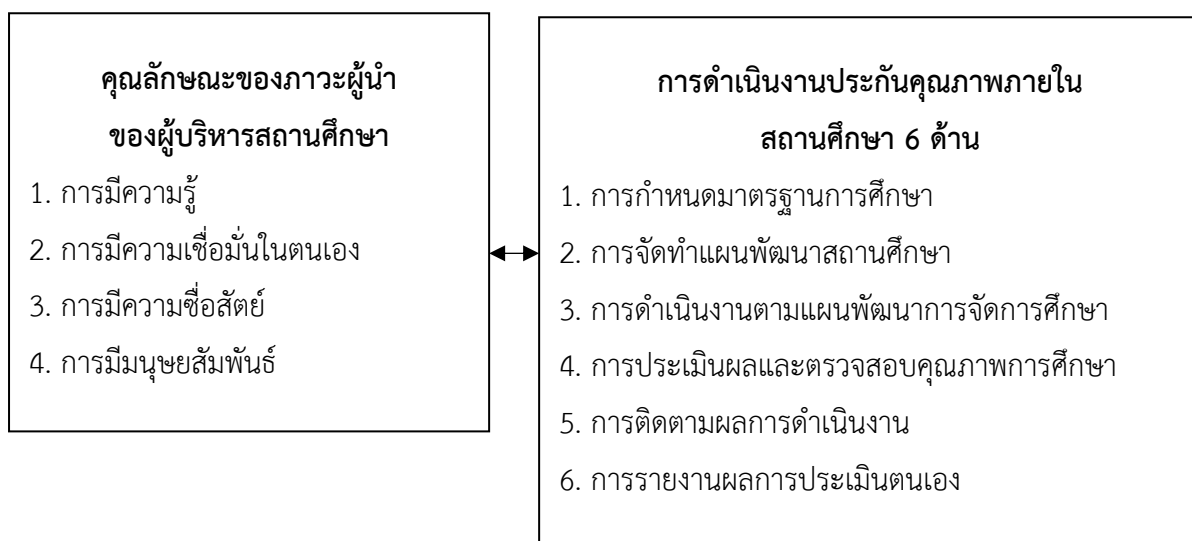 คุณลักษณะของภาวะผู้นำ
ของผู้บริหารสถานศึกษา
1. การมีความรู้
2. การมีความเชื่อมั่นในตนเอง
3. การมีความซื่อสัตย์
4. การมีมนุษยสัมพันธ์
การดำเนินงานประกันคุณภาพภายใน
สถานศึกษา 6 ด้าน
1. การกำหนดมาตรฐานการศึกษา
2. การจัดทำแผนพัฒนาสถานศึกษา
3. การดำเนินงานตามแผนพัฒนาการจัดการศึกษา
4. การประเมินผลและตรวจสอบคุณภาพการศึกษา
5. การติดตามผลการดำเนินงาน
6. การรายงานผลการประเมินตนเอง